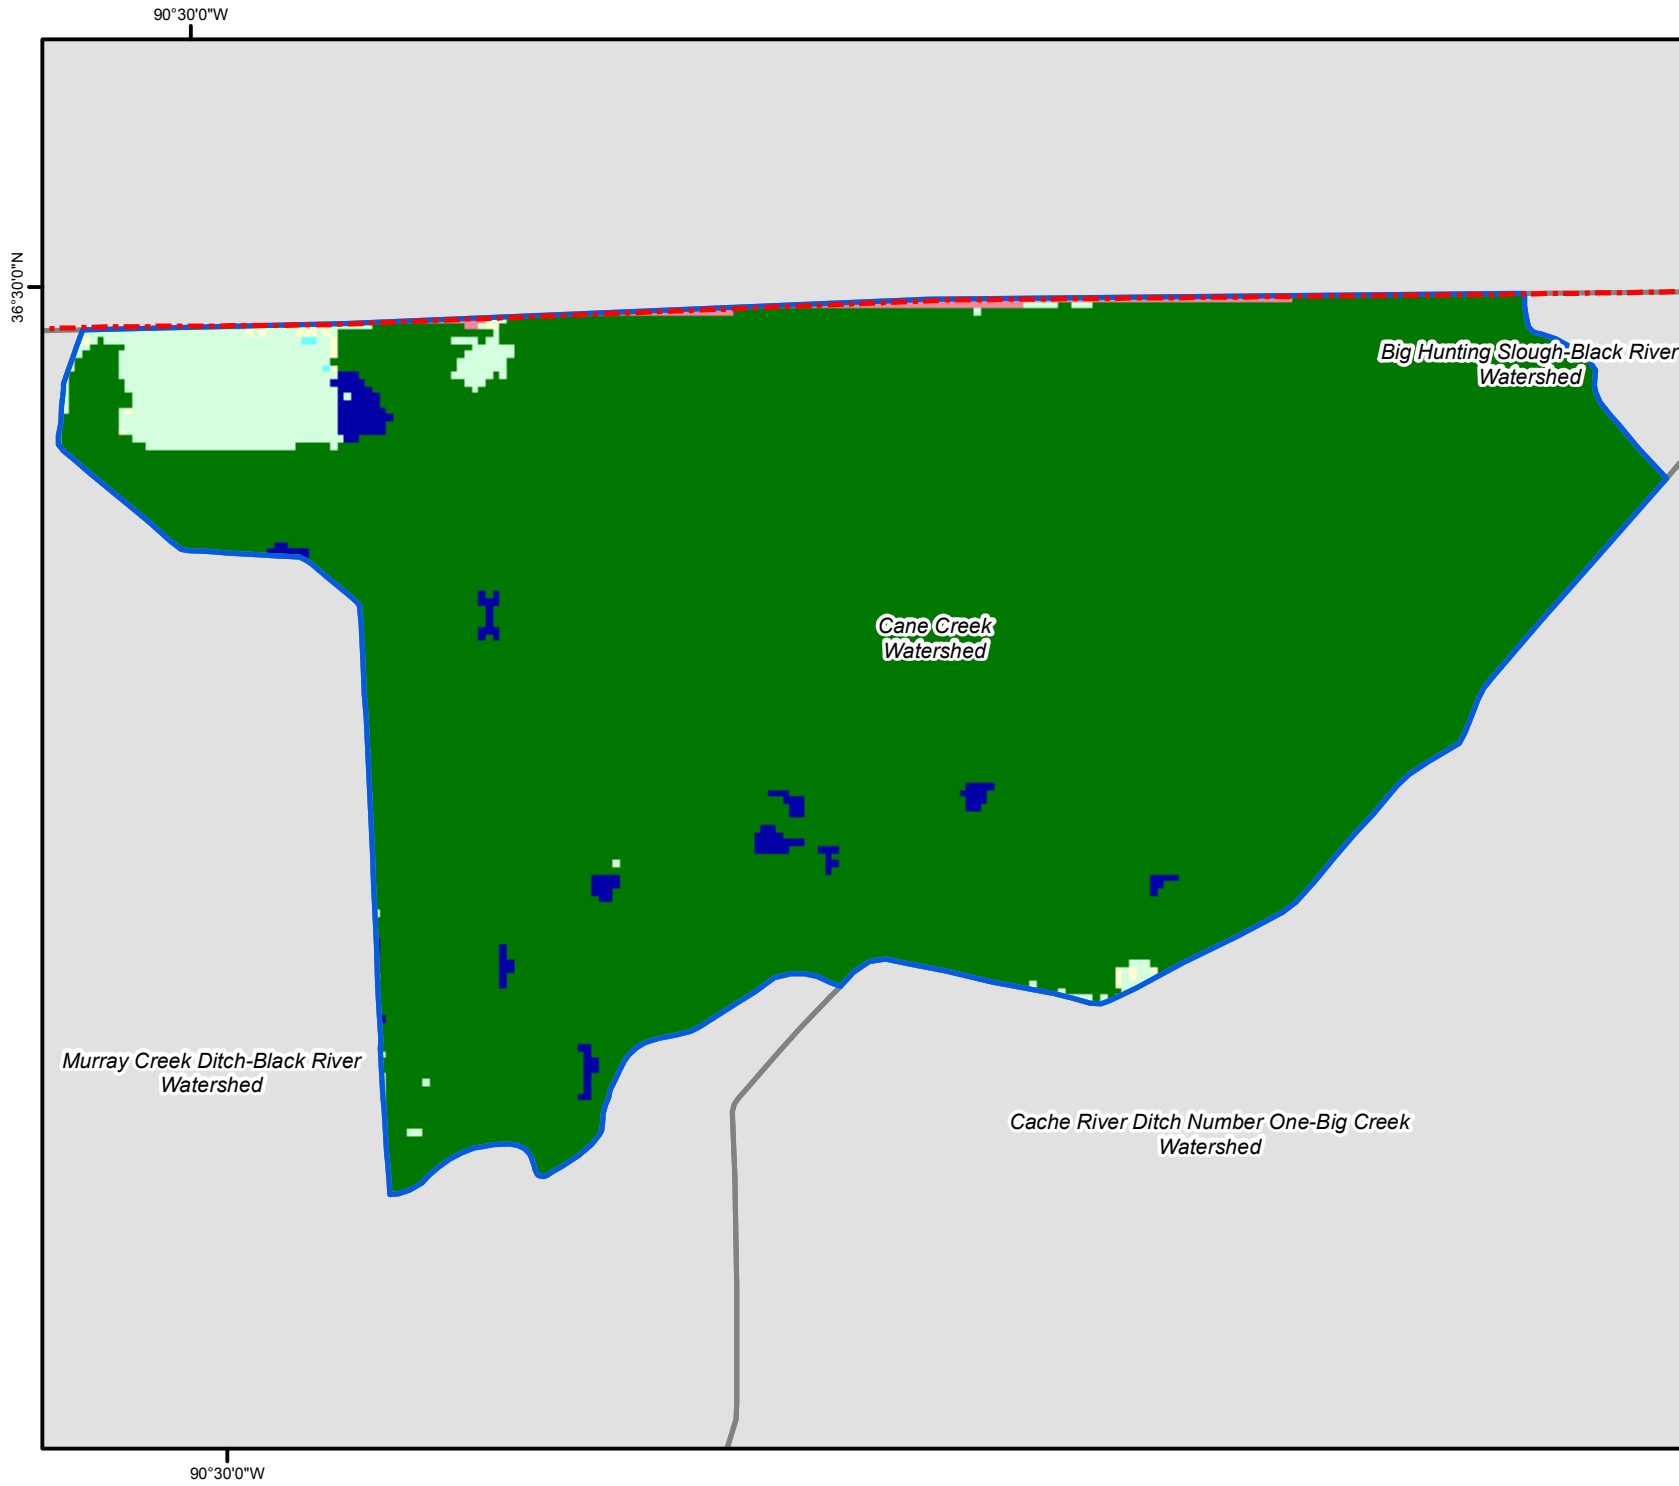 90°30'0"W
36°30'0"N
Big Hunting Slough-Black River
Watershed
Cane Creek
Watershed
Murray Creek Ditch-Black River
Watershed
Cache River Ditch Number One-Big Creek
Watershed
90°30'0"W